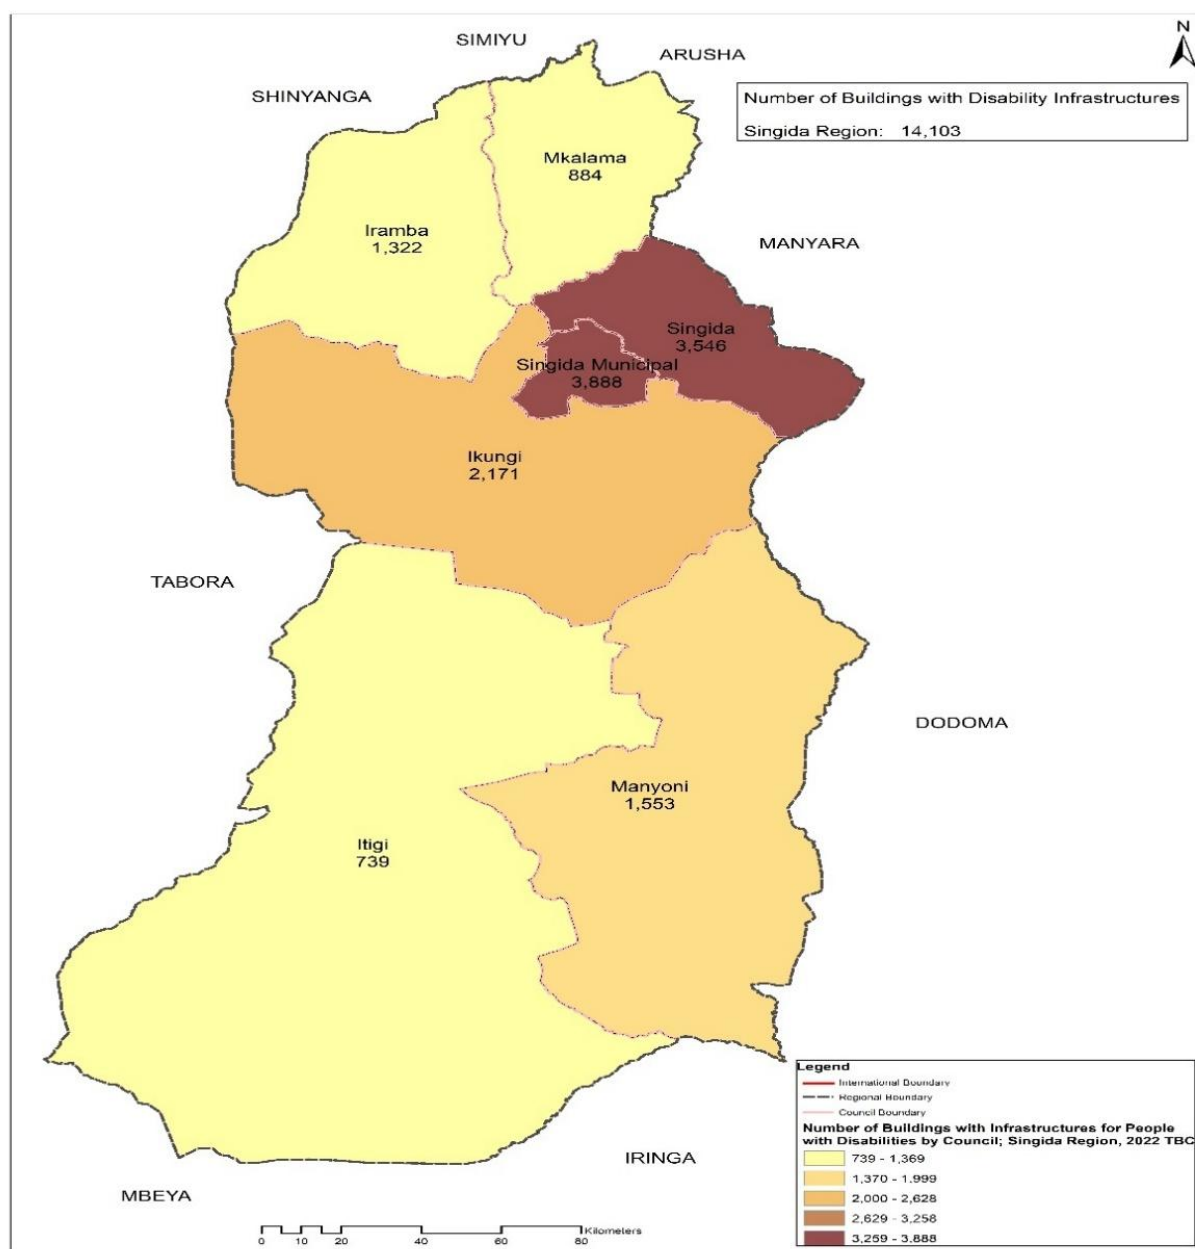 N
SIMIYU
ARUSHA
SHINYANGA
Number of Buildings with Disability Infrastructures
Singida Region: 14,103
Mkalama
884
Iramba
1,322
MANYARA
Singida
3,546
Singida Municipal
3,888
Ikungi
2,171
TABORA
DODOMA
Manyoni
1,553
Itigi
739
IRINGA
MBEYA
Kilometers
0 10 20 40 60 80
Legend
International Boundary
Regional Boundary
Council Boundary
Number of Buildings with Infrastructures for People
with Disabilities by Council; Singida Region, 2022 TBC
739 - 1,369
1,370 - 1.999
2,000 - 2,628
2,629 - 3,258
3,259 - 3.888